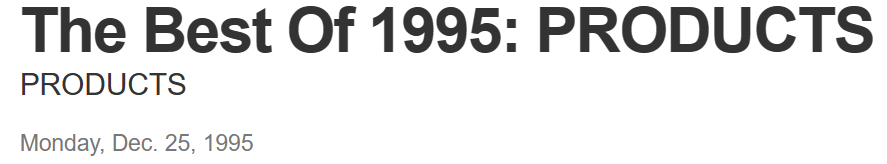 The Best Of 1995: PRODUCTS
PRODUCTS
Monday, Dec. 25, 1995